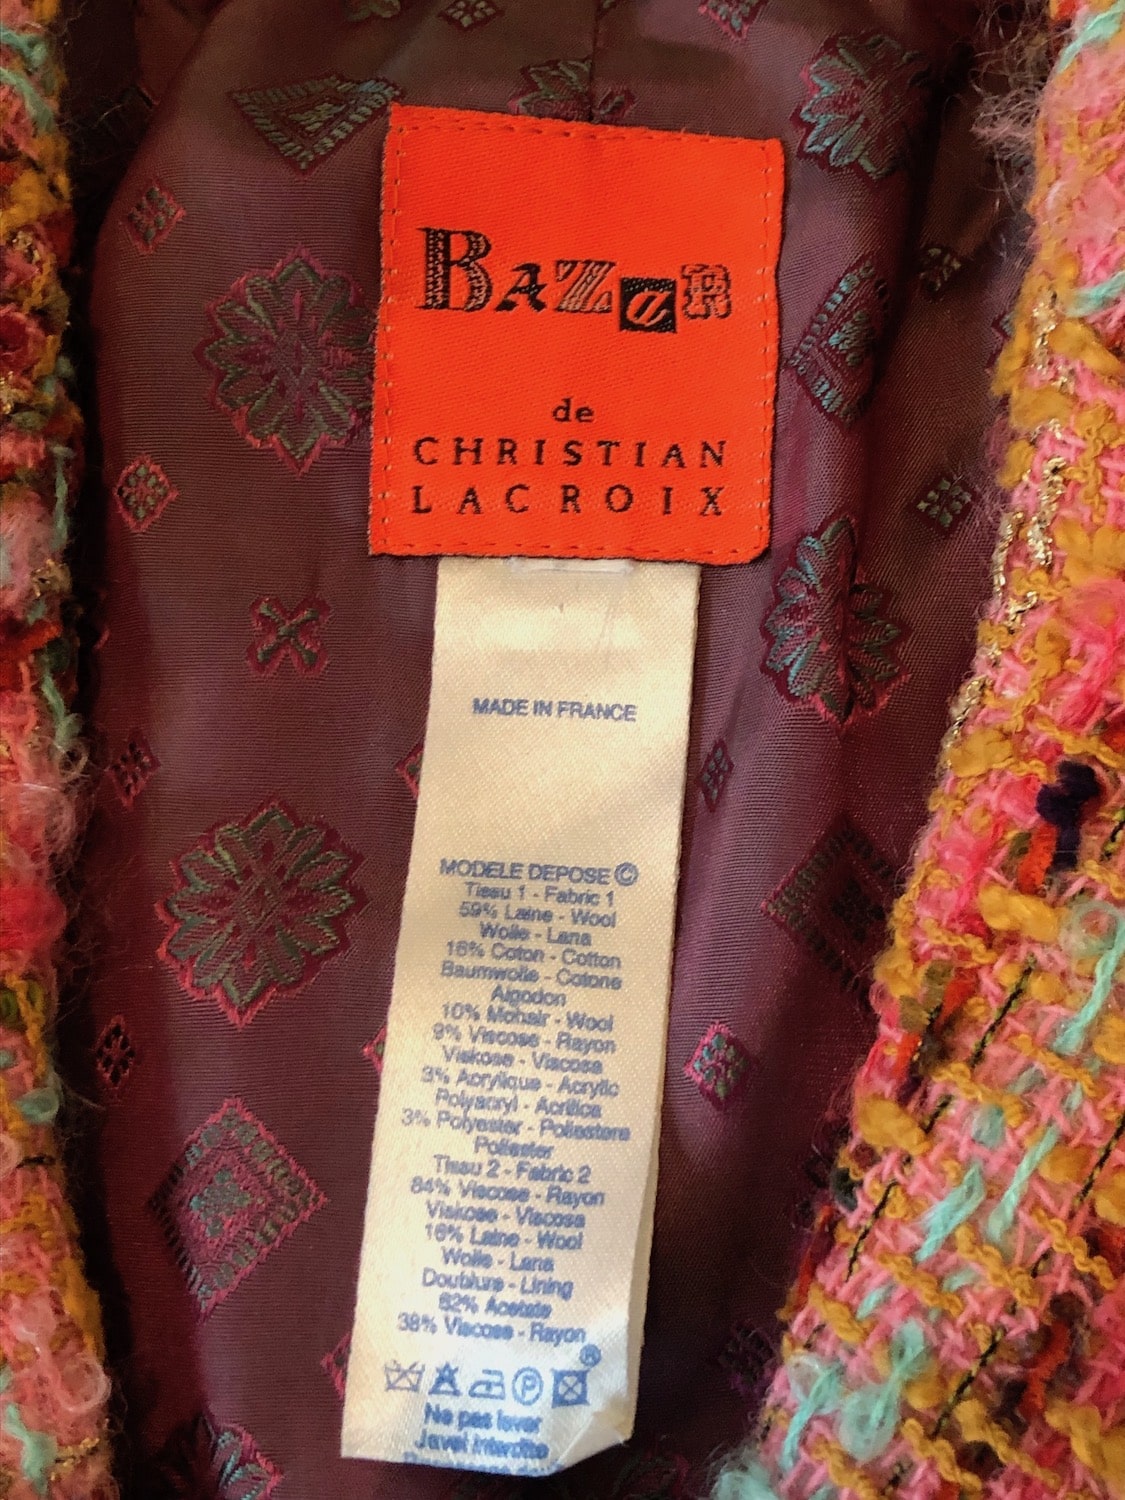 BAZaR
de
CHRISTIAN
LACROIX
MADE IN FRANCE
MODELE DEPOSE ©
Tissu 1 - Fabric 1
59% Laine - Wool
Wolle - Lana
16% Coton - Cotton
Baumwolle - Cotone
Algodon
10% Mohair - Wool
9% Viscose - Rayon
Viskose - Viscosa
3% Acrylique - Acrylic
Polyacryl - Acrilica
3% Polyester - Poliestere
Poliester
Tissu 2 - Fabric 2
84% Viscose - Rayon
Viskose - Viscosa
16% Laine - Wool
Wolle - Lana
Doublure - Lining
62% Acetate
38% Viscose - Rayon
®
P
Ne pas laver
Javel interdite